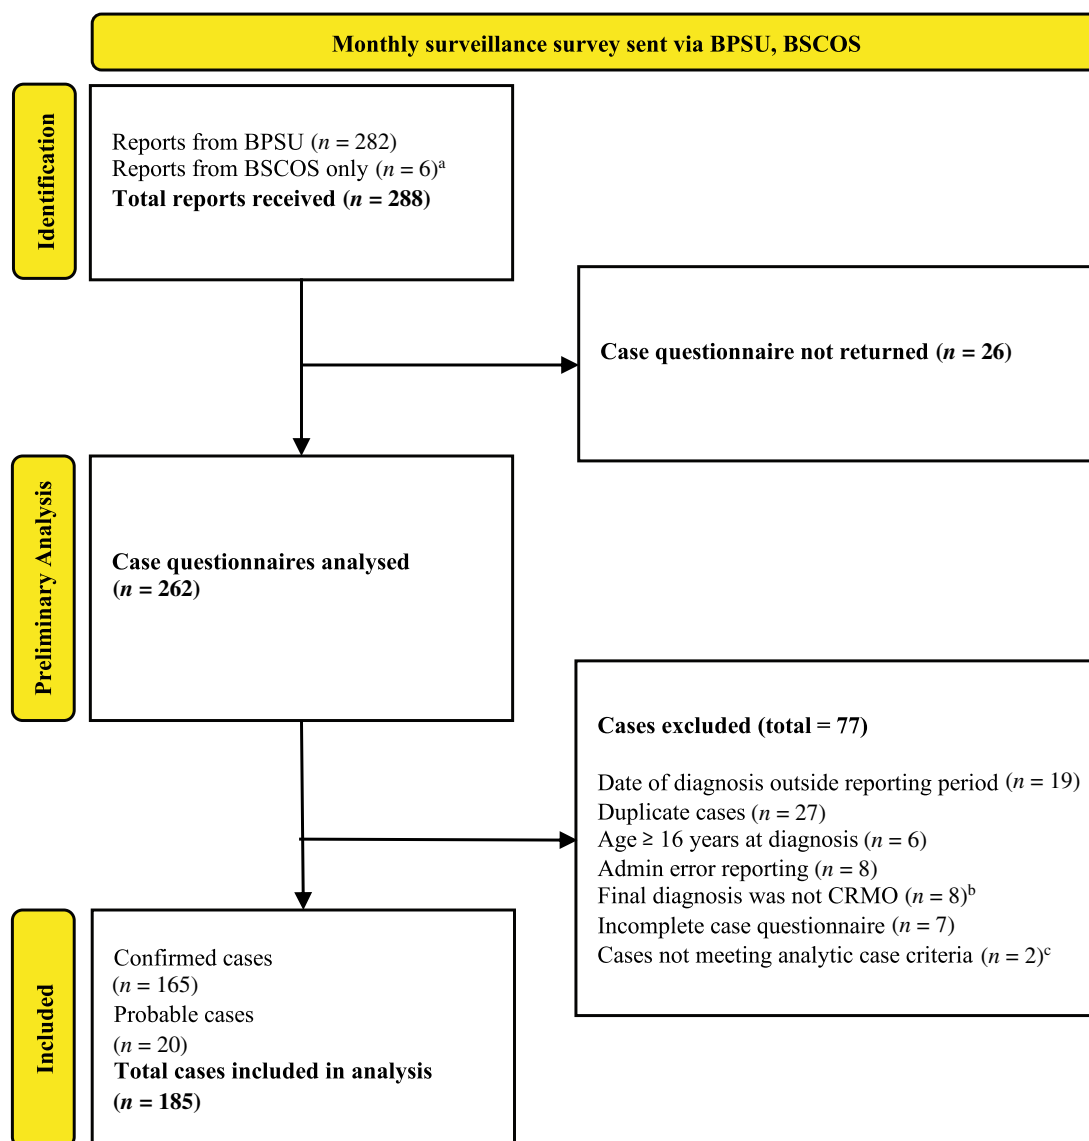 Monthly surveillance survey sent via BPSU, BSCOS
Identification
Reports from BPSU (n = 282)
Reports from BSCOS only (n = 6)a
Total reports received (n = 288)
Case questionnaire not returned (n = 26)
Preliminary Analysis
Case questionnaires analysed
(n = 262)
Cases excluded (total = 77)
Date of diagnosis outside reporting period (n = 19)
Duplicate cases (n = 27)
Age ≥ 16 years at diagnosis (n = 6)
Admin error reporting (n = 8)
Final diagnosis was not CRMO (n = 8)b
Incomplete case questionnaire (n = 7)
Cases not meeting analytic case criteria (n = 2)c
Included
Confirmed cases
(n = 165)
Probable cases
(n = 20)
Total cases included in analysis
(n = 185)